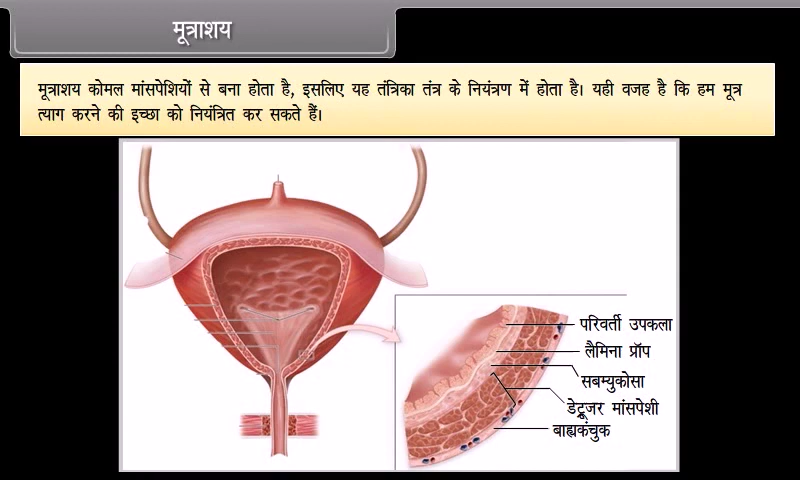 मूत्राशय
मूत्राशय कोमल मांसपेशियों से बना होता है, इसलिए यह तंत्रिका तंत्र के नियंत्रण में होता है। यही वजह है कि हम मूत्र
त्याग करने की इच्छा को नियंत्रित कर सकते हैं।
परिवर्ती उपकला
लैमिना प्रॉप
सबम्युकोसा
डेट्रूजर मांसपेशी
बाह्यकंचुक